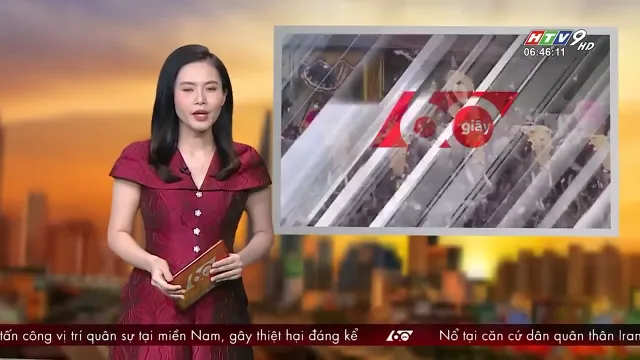 HTV9 HD
06:46:11
60 giây
tấn công vị trí quân sự tại miền Nam, gây thiệt hại đáng kể 60 Nổ tại căn cứ dân quân thân Iran